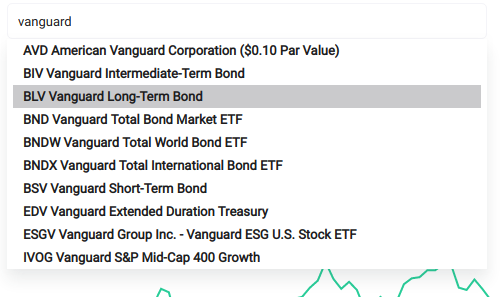 vanguard
AVD American Vanguard Corporation ($0.10 Par Value)
BIV Vanguard Intermediate-Term Bond
BLV Vanguard Long-Term Bond
BND Vanguard Total Bond Market ETF
BNDW Vanguard Total World Bond ETF
BNDX Vanguard Total International Bond ETF
BSV Vanguard Short-Term Bond
EDV Vanguard Extended Duration Treasury
ESGV Vanguard Group Inc. - Vanguard ESG U.S. Stock ETF
IVOG Vanguard S&P Mid-Cap 400 Growth